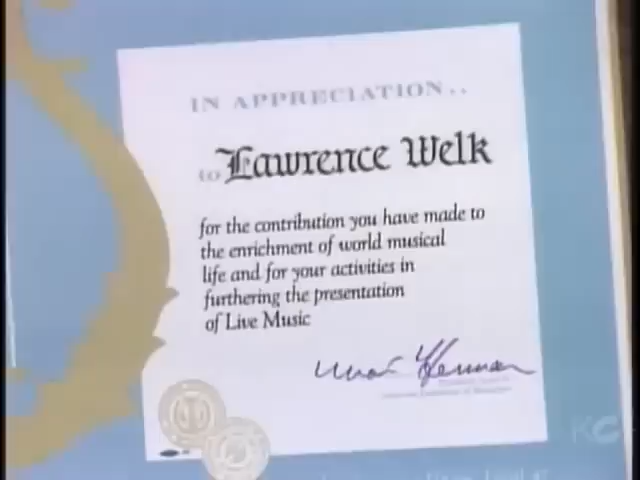 IN APPRECIATION..
to Lawrence Welk
for the contribution you have made to
the enrichment of world musical
life and for your activities in
furthering the presentation
of Live Music
KC